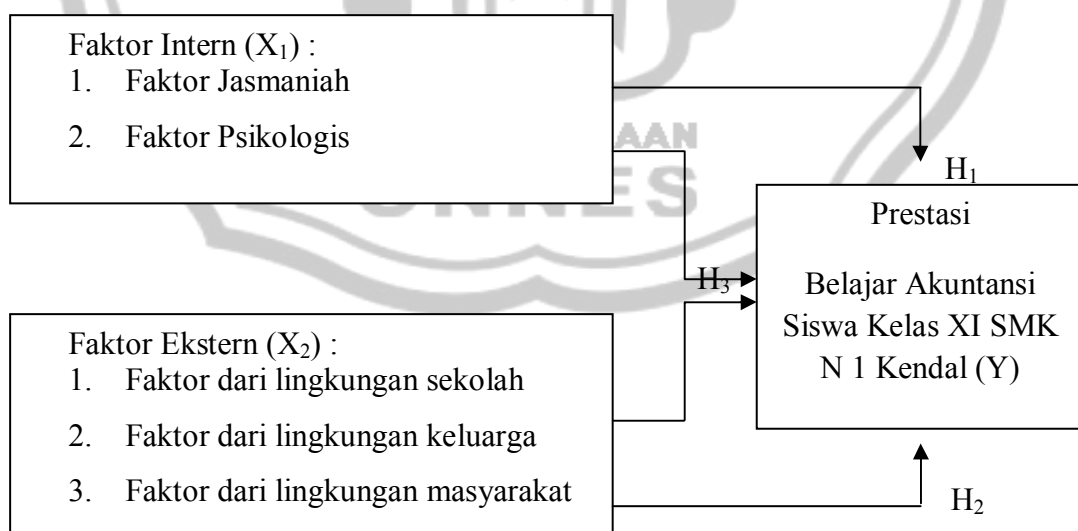 Faktor Intern (X₁) :
1. Faktor Jasmaniah
2. Faktor Psikologis
H₁
Prestasi
Belajar Akuntansi
Siswa Kelas XI SMK
N 1 Kendal (Y)
H₃
Faktor Ekstern (X₂) :
1. Faktor dari lingkungan sekolah
2. Faktor dari lingkungan keluarga
3. Faktor dari lingkungan masyarakat
H₂